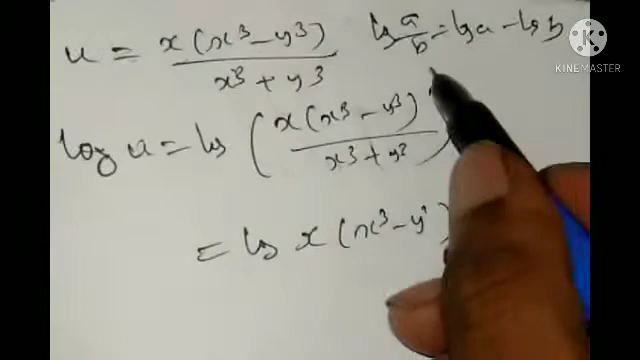 u = x(x³-y³) / x³+y³ log a/b = log a - log b
KINEMASTER
log u = log ( x(x³-y³) / x³+y³ )
= log x (x³-y³)